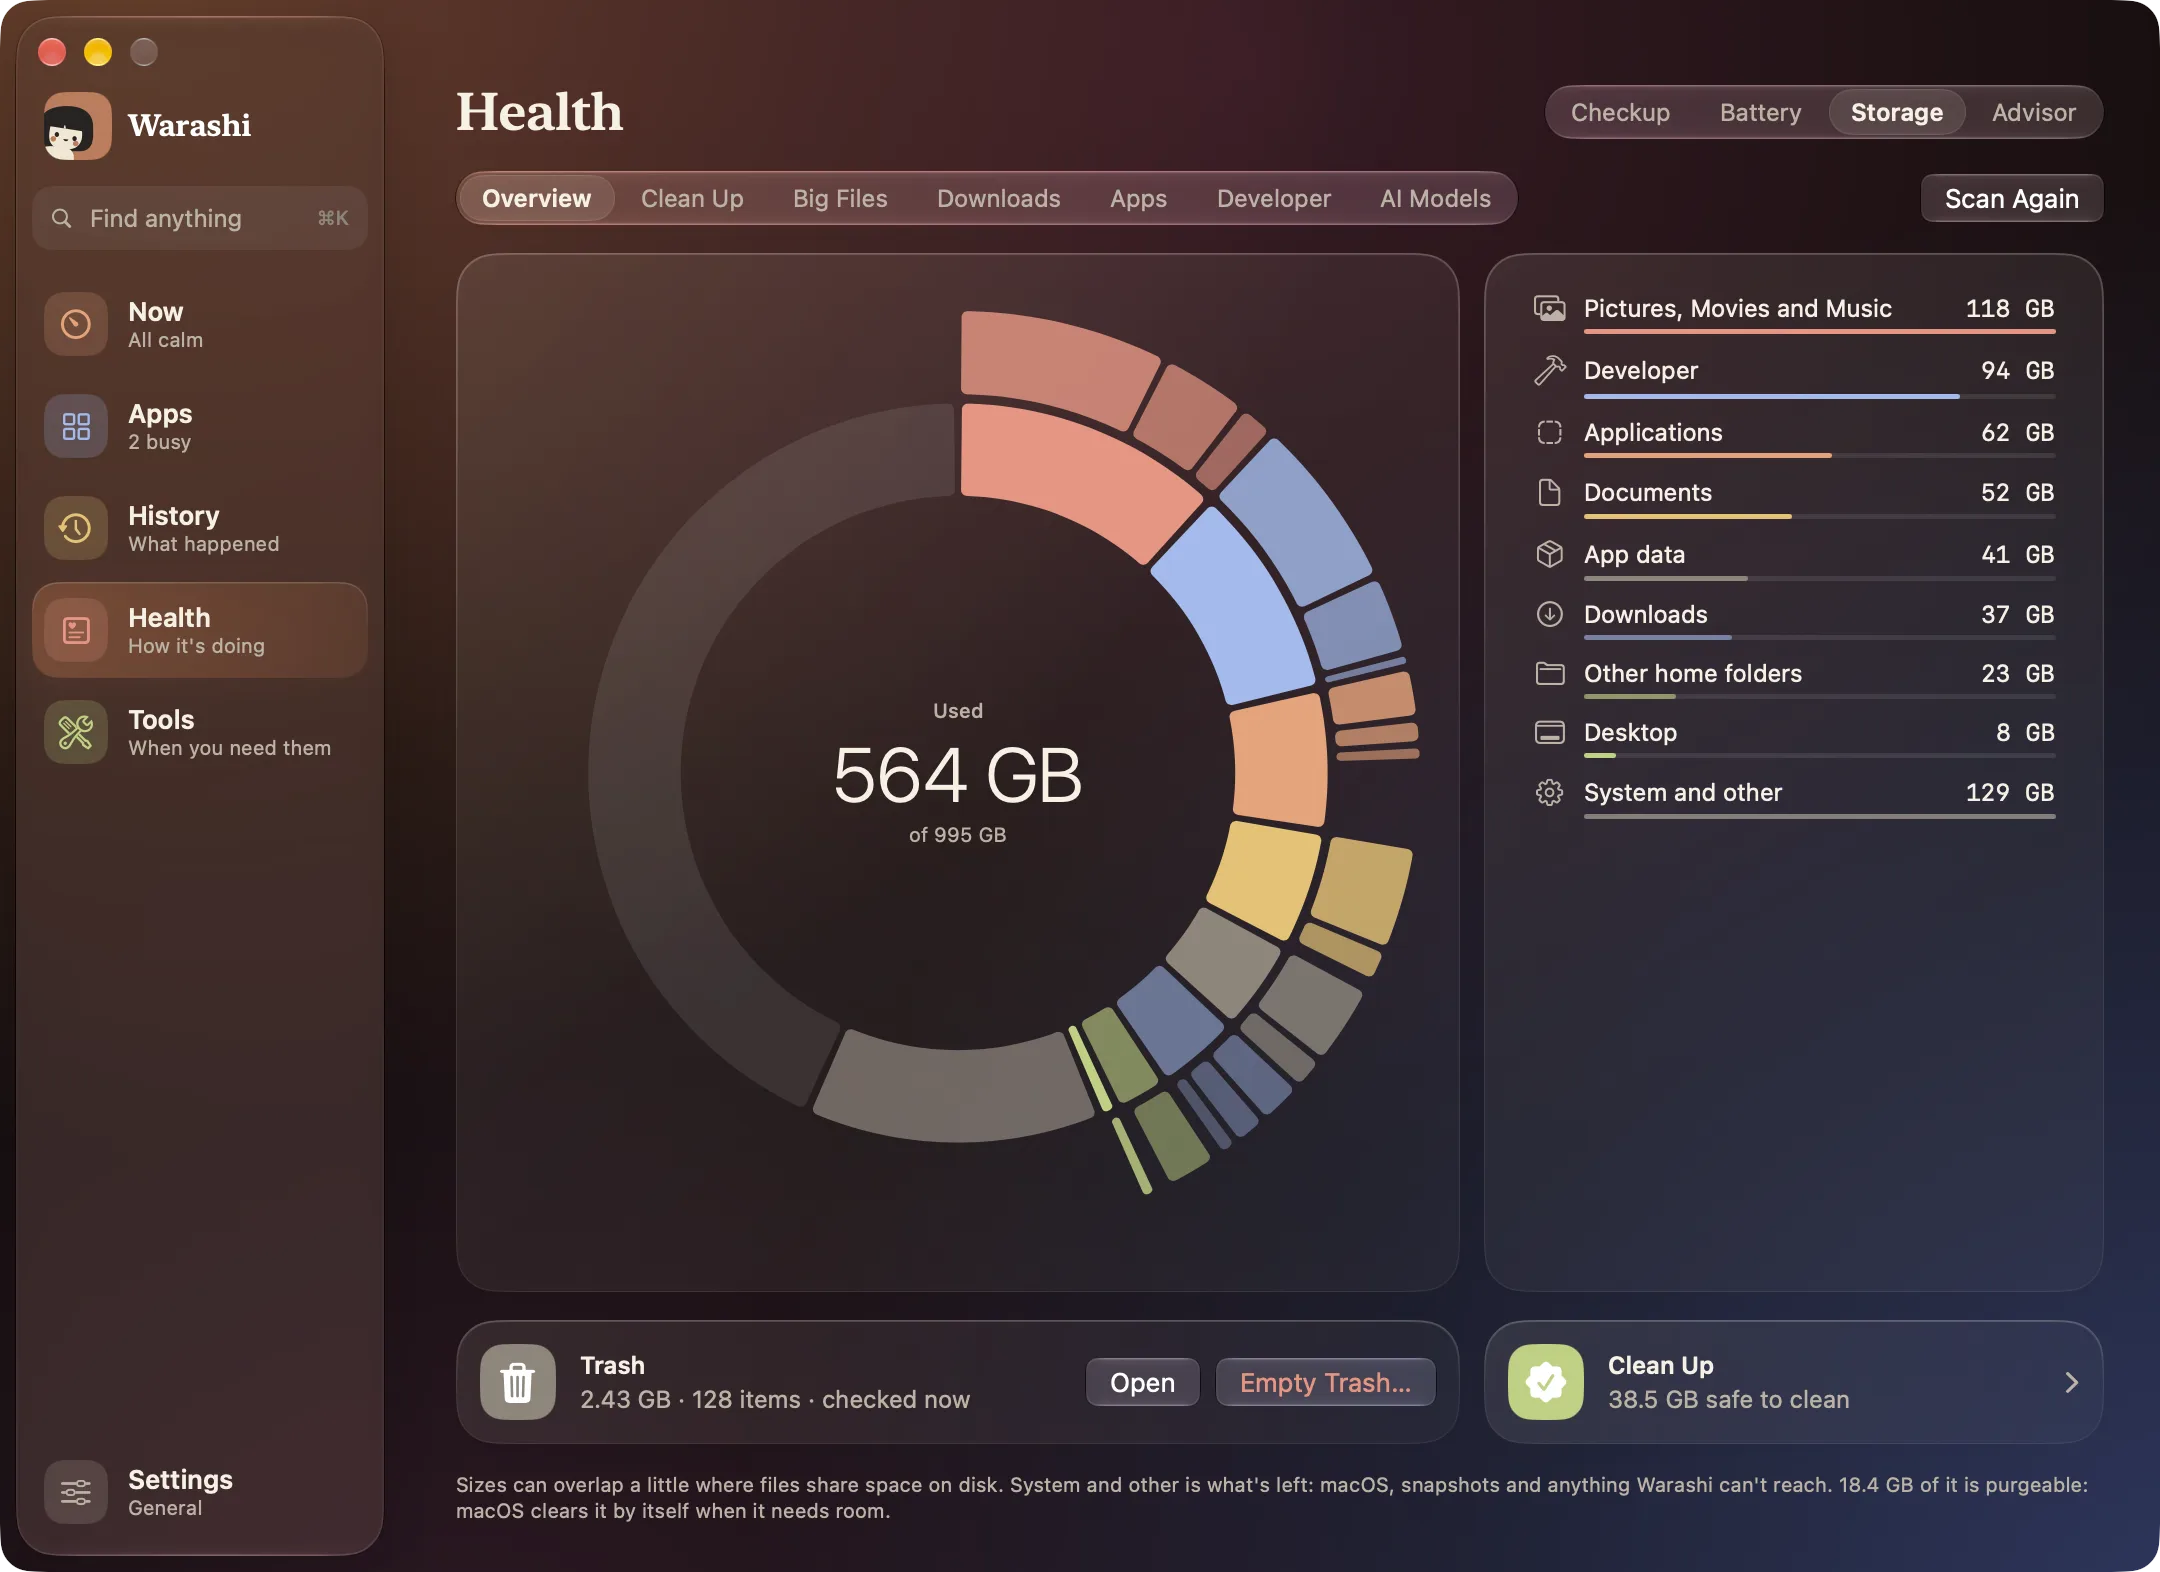 Warashi
Find anything ⌘K
Now
All calm
Apps
2 busy
History
What happened
Health
How it's doing
Tools
When you need them
Settings
General
Health
Checkup Battery Storage Advisor
Overview Clean Up Big Files Downloads Apps Developer AI Models
Scan Again
Used
564 GB
of 995 GB
Pictures, Movies and Music 118 GB
Developer 94 GB
Applications 62 GB
Documents 52 GB
App data 41 GB
Downloads 37 GB
Other home folders 23 GB
Desktop 8 GB
System and other 129 GB
Trash
2.43 GB · 128 items · checked now
Open
Empty Trash...
Clean Up
38.5 GB safe to clean
Sizes can overlap a little where files share space on disk. System and other is what's left: macOS, snapshots and anything Warashi can't reach. 18.4 GB of it is purgeable:
macOS clears it by itself when it needs room.